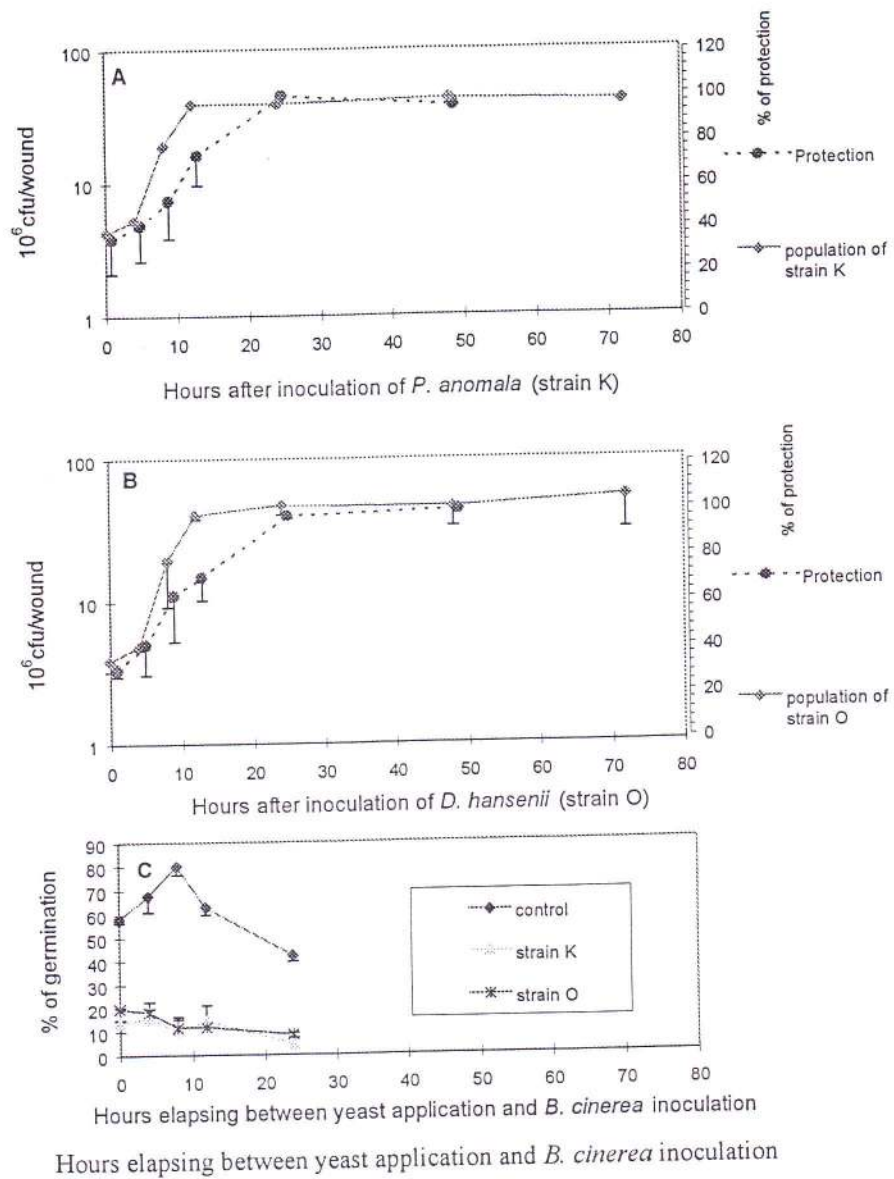 A
100
10
1
10⁶cfu/wound
120
100
80
60
40
20
0
% of protection
Protection
population of
strain K
0 10 20 30 40 50 60 70 80
Hours after inoculation of P. anomala (strain K)
B
100
10
1
10⁶cfu/wound
120
100
80
60
40
20
0
% of protection
Protection
population of
strain O
0 10 20 30 40 50 60 70 80
Hours after inoculation of D. hansenii (strain O)
C
90
80
70
60
50
40
30
20
10
0
% of germination
control
strain K
strain O
0 10 20 30 40 50 60 70 80
Hours elapsing between yeast application and B. cinerea inoculation
Hours elapsing between yeast application and B. cinerea inoculation